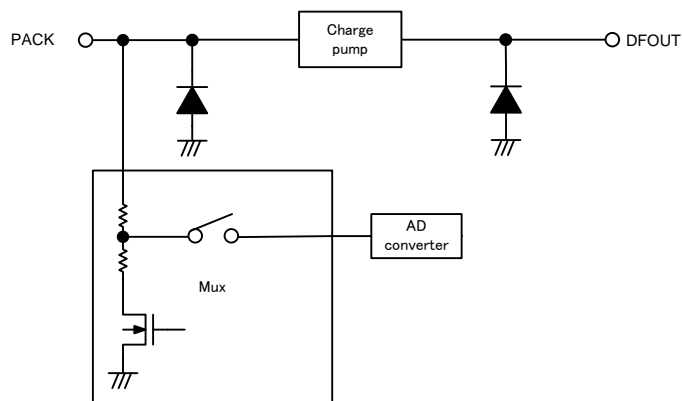 PACK
Charge
pump
DFOUT
AD
converter
Mux